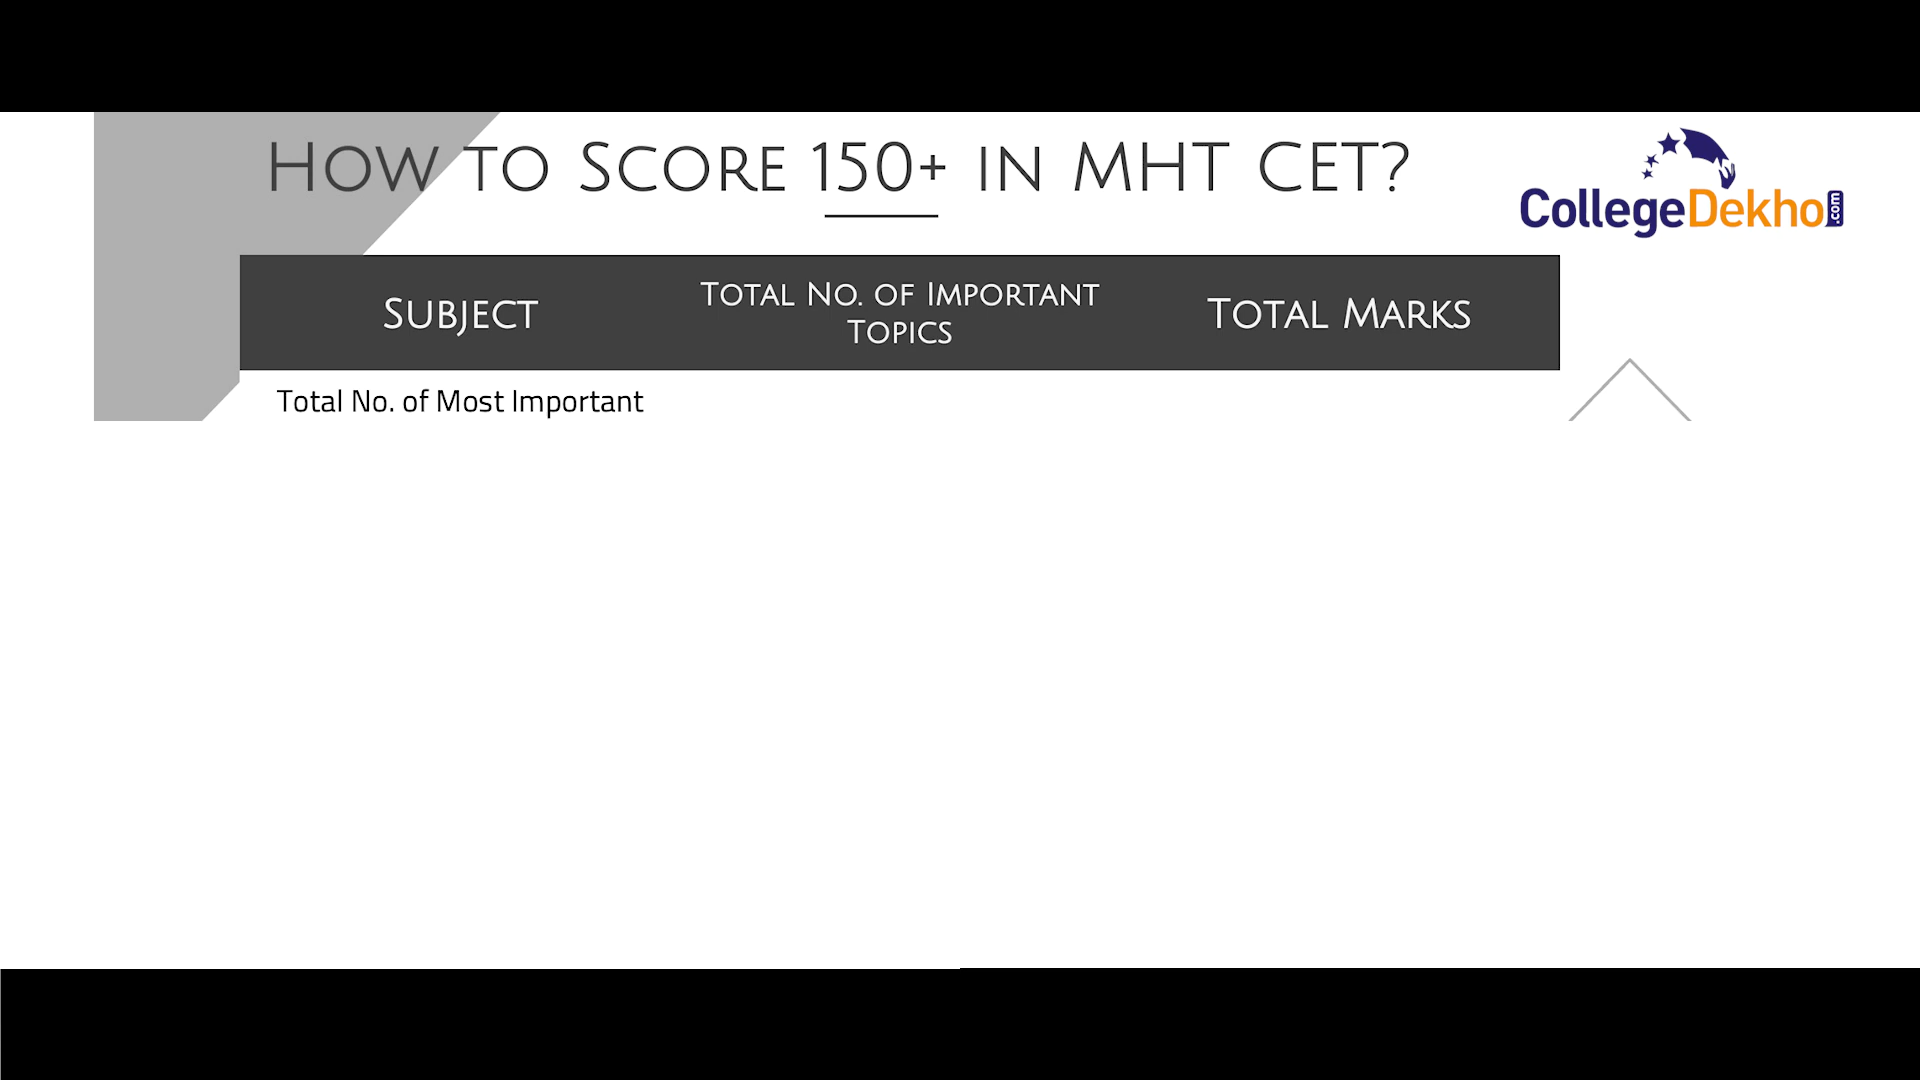 How to Score 150+ in MHT CET?
CollegeDekho.com
Subject
Total No. of Important
Topics
Total Marks
Total No. of Most Important